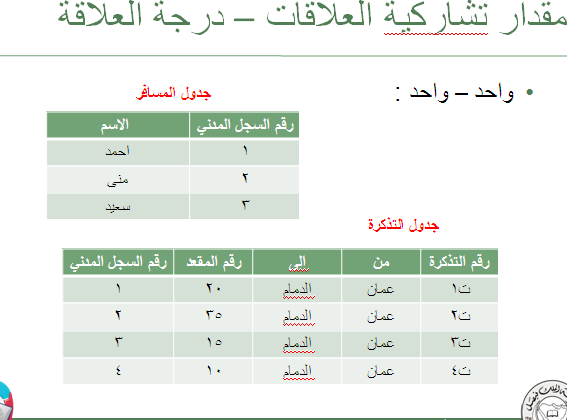 مقدار تشاركية العلاقات – درجة العلاقة
• واحد – واحد :
جدول المسافر
رقم السجل المدني الاسم
١ احمد
٢ منى
٣ سعيد
جدول التذكرة
رقم التذكرة من الى رقم المقعد رقم السجل المدني
ت١ عمان الدمام ٢٠ ١
ت٢ عمان الدمام ٣٥ ٢
ت٣ عمان الدمام ١٥ ٣
ت٤ عمان الدمام ١٠ ٤